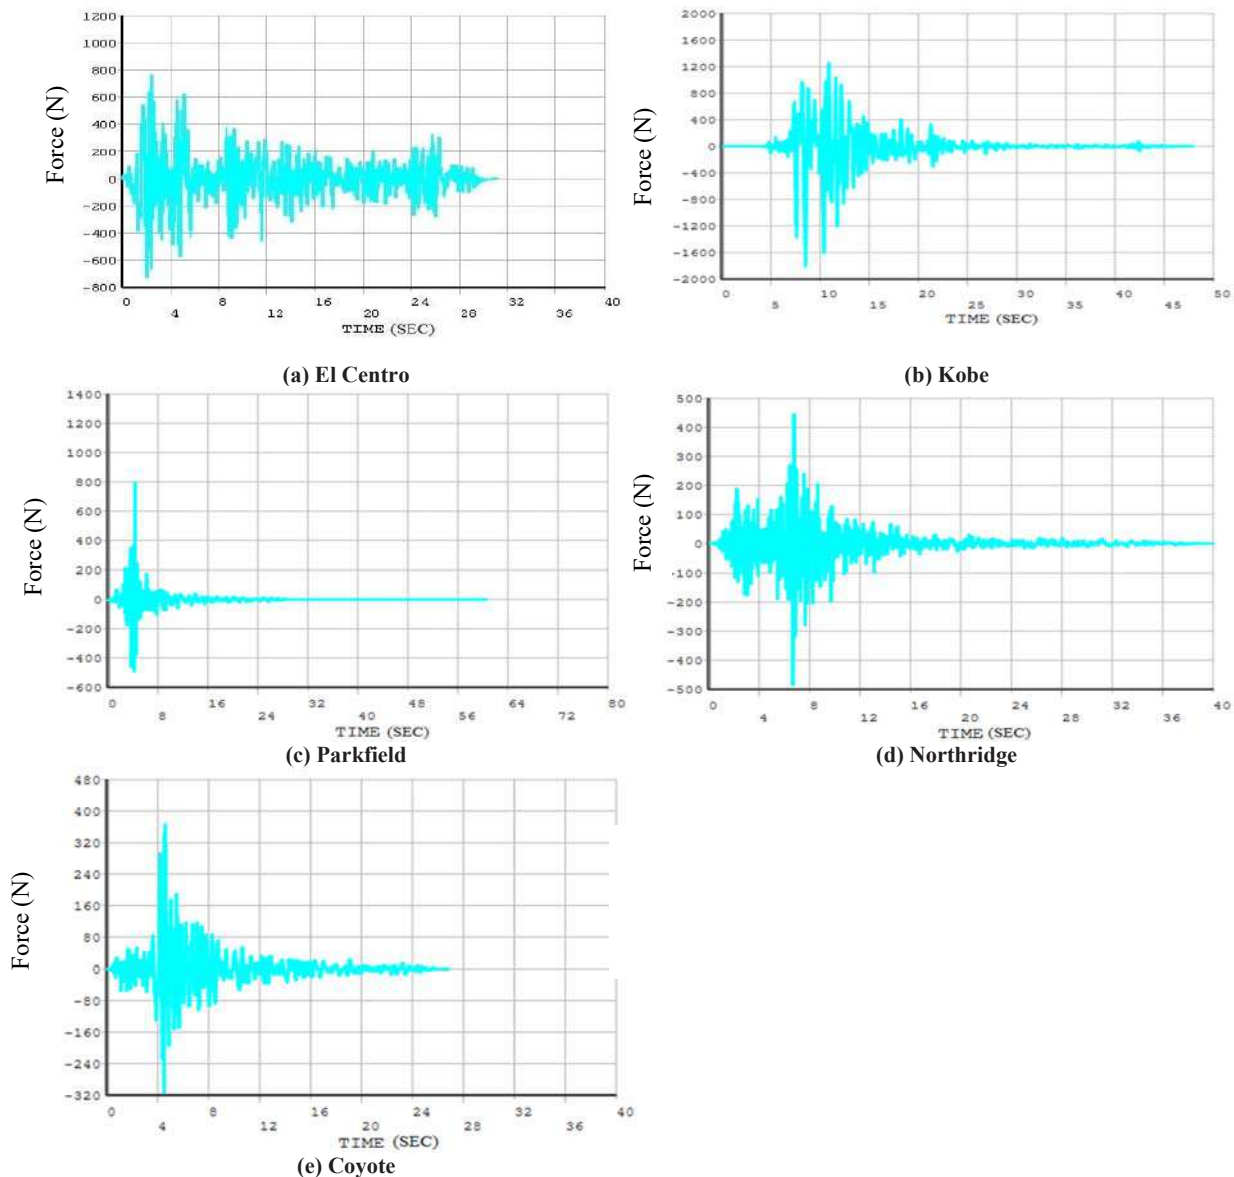 1200
1000
800
600
400
200
0
-200
-400
-600
-800
Force (N)
0 8 16 24 32 40
4 12 20 28 36
TIME (SEC)
(a) El Centro
2000
1600
1200
800
400
0
-400
-800
-1200
-1600
-2000
Force (N)
0 10 20 30 40 50
5 15 25 35 45
TIME (SEC)
(b) Kobe
1400
1200
1000
800
600
400
200
0
-200
-400
-600
Force (N)
0 16 32 48 64 80
8 24 40 56 72
TIME (SEC)
(c) Parkfield
500
400
300
200
100
0
-100
-200
-300
-400
-500
Force (N)
0 8 16 24 32 40
4 12 20 28 36
TIME (SEC)
(d) Northridge
480
400
320
240
160
80
0
-80
-160
-240
-320
Force (N)
0 8 16 24 32 40
4 12 20 28 36
TIME (SEC)
(e) Coyote